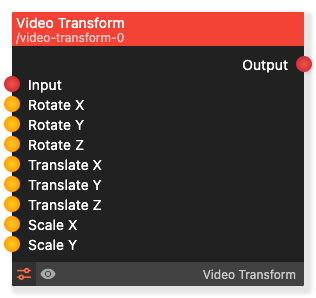 Video Transform
/video-transform-0
Output
Input
Rotate X
Rotate Y
Rotate Z
Translate X
Translate Y
Translate Z
Scale X
Scale Y
Video Transform